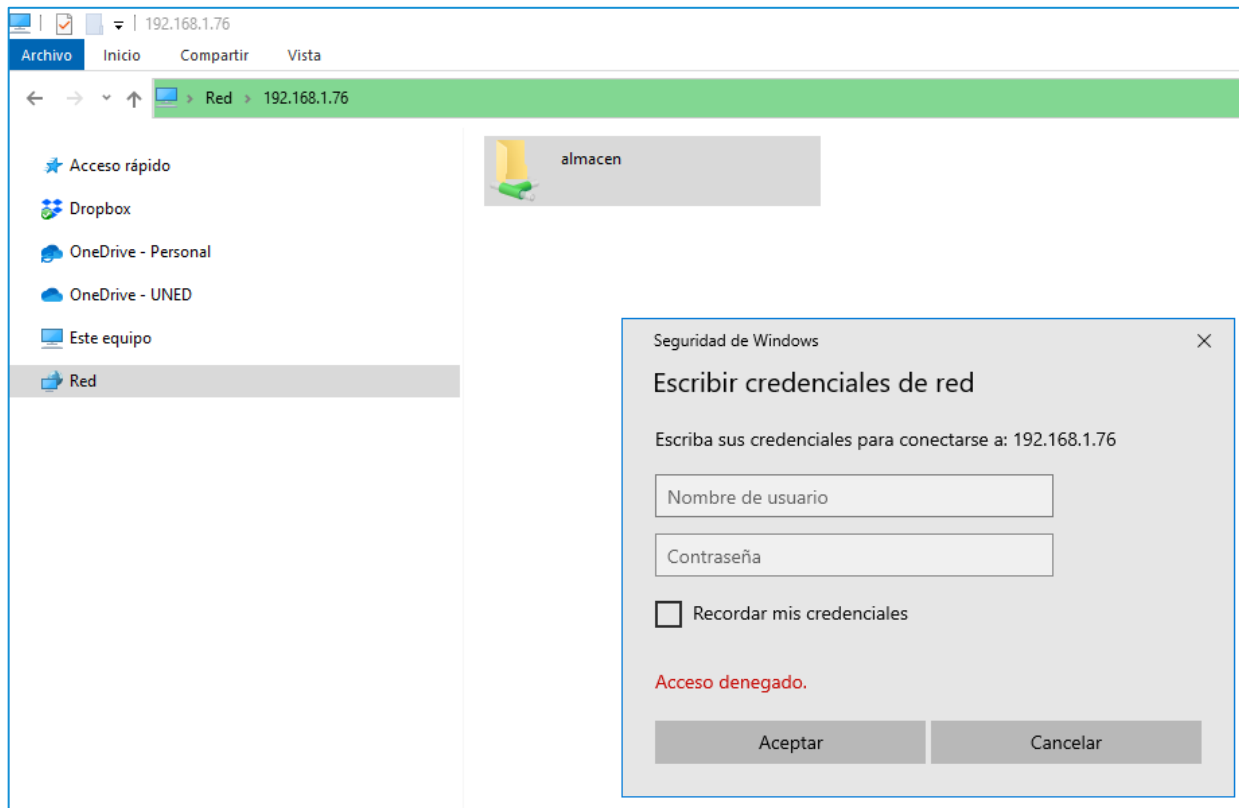 192.168.1.76
Archivo Inicio Compartir Vista
Red 192.168.1.76
Acceso rápido
Dropbox
OneDrive - Personal
OneDrive - UNED
Este equipo
Red
almacen
Seguridad de Windows
Escribir credenciales de red
Escriba sus credenciales para conectarse a: 192.168.1.76
Nombre de usuario
Contraseña
Recordar mis credenciales
Acceso denegado.
Aceptar Cancelar